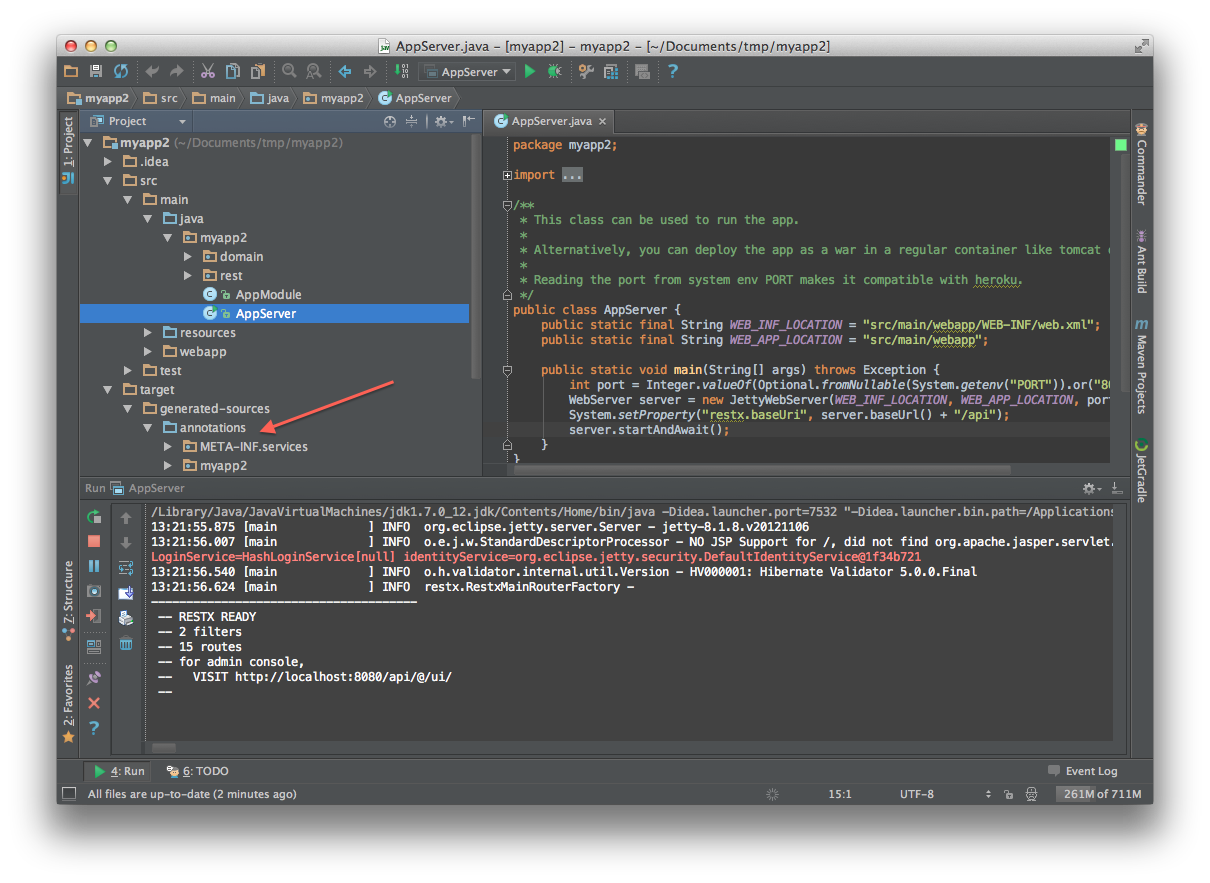 AppServer.java - [myapp2] - myapp2 - [~/Documents/tmp/myapp2]
AppServer
myapp2 src main java myapp2 AppServer
1: Project
Project
myapp2 (~/Documents/tmp/myapp2)
.idea
src
main
java
myapp2
domain
rest
AppModule
AppServer
resources
webapp
test
target
generated-sources
annotations
META-INF.services
myapp2
AppServer.java
package myapp2;
import ...
/**
* This class can be used to run the app.
*
* Alternatively, you can deploy the app as a war in a regular container like tomcat
*
* Reading the port from system env PORT makes it compatible with heroku.
*/
public class AppServer {
public static final String WEB_INF_LOCATION = "src/main/webapp/WEB-INF/web.xml";
public static final String WEB_APP_LOCATION = "src/main/webapp";
public static void main(String[] args) throws Exception {
int port = Integer.valueOf(Optional.fromNullable(System.getenv("PORT")).or("80
WebServer server = new JettyWebServer(WEB_INF_LOCATION, WEB_APP_LOCATION, por
System.setProperty("restx.baseUri", server.baseUrl() + "/api");
server.startAndAwait();
}
}
Commander
Ant Build
Maven Projects
JetGradle
Run AppServer
/Library/Java/JavaVirtualMachines/jdk1.7.0_12.jdk/Contents/Home/bin/java -Didea.launcher.port=7532 "-Didea.launcher.bin.path=/Applications
13:21:55.875 [main ] INFO org.eclipse.jetty.server.Server - jetty-8.1.8.v20121106
13:21:56.007 [main ] INFO o.e.j.w.StandardDescriptorProcessor - NO JSP Support for /, did not find org.apache.jasper.servlet.
LoginService=HashLoginService[null] identityService=org.eclipse.jetty.security.DefaultIdentityService@1f34b721
13:21:56.540 [main ] INFO o.h.validator.internal.util.Version - HV000001: Hibernate Validator 5.0.0.Final
13:21:56.624 [main ] INFO restx.RestxMainRouterFactory -
--------------------------------------
-- RESTX READY
-- 2 filters
-- 15 routes
-- for admin console,
-- VISIT http://localhost:8080/api/@/ui/
--
7: Structure
2: Favorites
4: Run
6: TODO
Event Log
All files are up-to-date (2 minutes ago)
15:1
UTF-8
261M of 711M